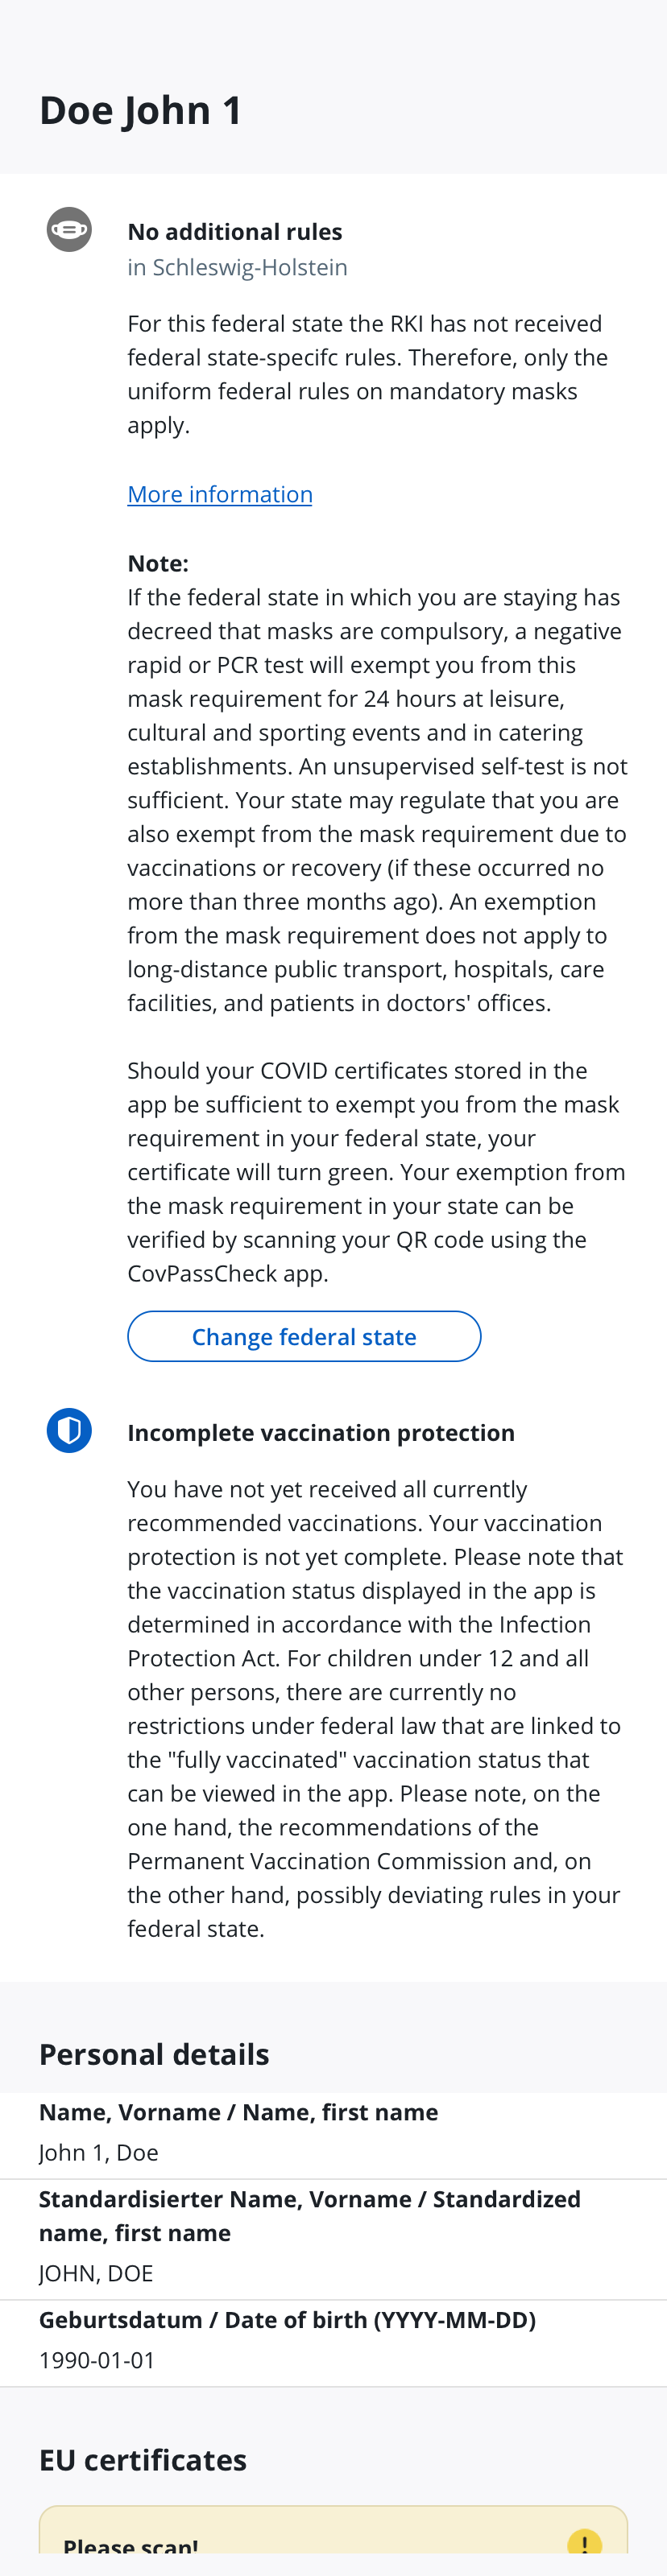 Doe John 1
No additional rules
in Schleswig-Holstein
For this federal state the RKI has not received
federal state-specifc rules. Therefore, only the
uniform federal rules on mandatory masks
apply.
More information
Note:
If the federal state in which you are staying has
decreed that masks are compulsory, a negative
rapid or PCR test will exempt you from this
mask requirement for 24 hours at leisure,
cultural and sporting events and in catering
establishments. An unsupervised self-test is not
sufficient. Your state may regulate that you are
also exempt from the mask requirement due to
vaccinations or recovery (if these occurred no
more than three months ago). An exemption
from the mask requirement does not apply to
long-distance public transport, hospitals, care
facilities, and patients in doctors' offices.
Should your COVID certificates stored in the
app be sufficient to exempt you from the mask
requirement in your federal state, your
certificate will turn green. Your exemption from
the mask requirement in your state can be
verified by scanning your QR code using the
CovPassCheck app.
Change federal state
Incomplete vaccination protection
You have not yet received all currently
recommended vaccinations. Your vaccination
protection is not yet complete. Please note that
the vaccination status displayed in the app is
determined in accordance with the Infection
Protection Act. For children under 12 and all
other persons, there are currently no
restrictions under federal law that are linked to
the "fully vaccinated" vaccination status that
can be viewed in the app. Please note, on the
one hand, the recommendations of the
Permanent Vaccination Commission and, on
the other hand, possibly deviating rules in your
federal state.
Personal details
Name, Vorname / Name, first name
John 1, Doe
Standardisierter Name, Vorname / Standardized
name, first name
JOHN, DOE
Geburtsdatum / Date of birth (YYYY-MM-DD)
1990-01-01
EU certificates
Please scan!